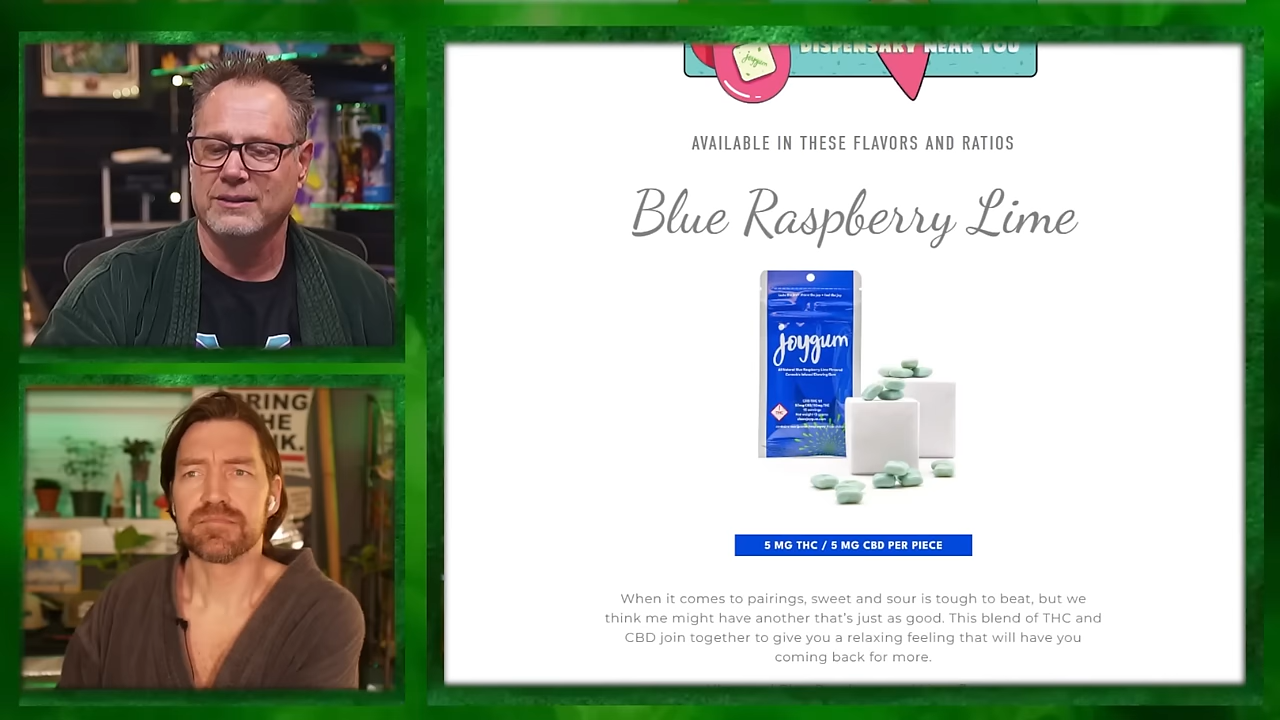 DISPENSARY NEAR YOU
joygum
AVAILABLE IN THESE FLAVORS AND RATIOS
Blue Raspberry Lime
joygum
THC
5 MG THC / 5 MG CBD PER PIECE
When it comes to pairings, sweet and sour is tough to beat, but we
think me might have another that's just as good. This blend of THC and
CBD join together to give you a relaxing feeling that will have you
coming back for more.
RING
HE
NK.